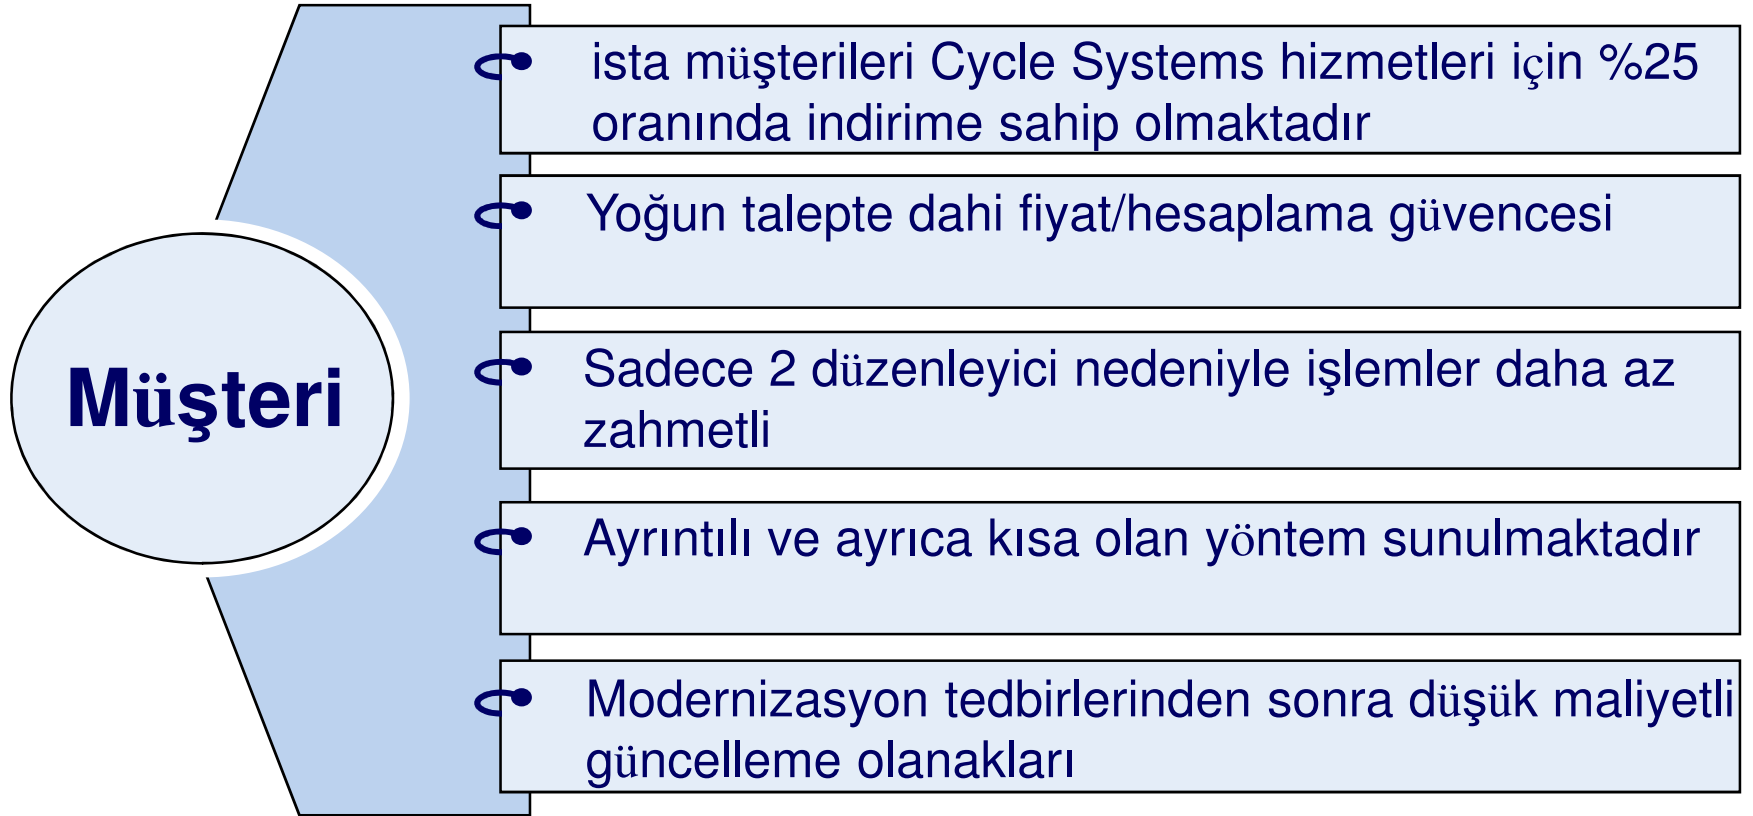 ista müşterileri Cycle Systems hizmetleri için %25
oranında indirime sahip olmaktadır
Yoğun talepte dahi fiyat/hesaplama güvencesi
Müşteri
Sadece 2 düzenleyici nedeniyle işlemler daha az
zahmetli
Ayrıntılı ve ayrıca kısa olan yöntem sunulmaktadır
Modernizasyon tedbirlerinden sonra düşük maliyetli
güncelleme olanakları